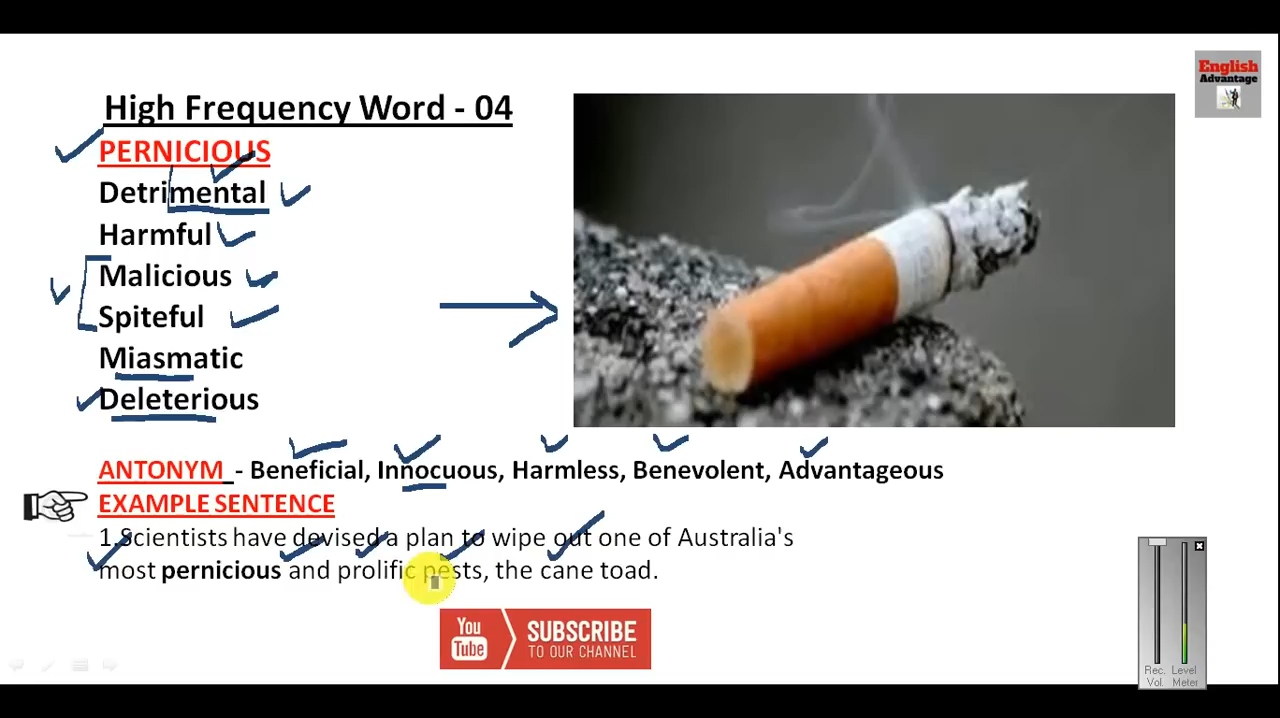 English
Advantage
High Frequency Word - 04
PERNICIOUS
Detrimental
Harmful
Malicious
Spiteful
Miasmatic
Deleterious
ANTONYM - Beneficial, Innocuous, Harmless, Benevolent, Advantageous
EXAMPLE SENTENCE
1.Scientists have devised a plan to wipe out one of Australia's
most pernicious and prolific pests, the cane toad.
You
Tube
SUBSCRIBE
TO OUR CHANNEL
Rec. Level
Vol. Meter